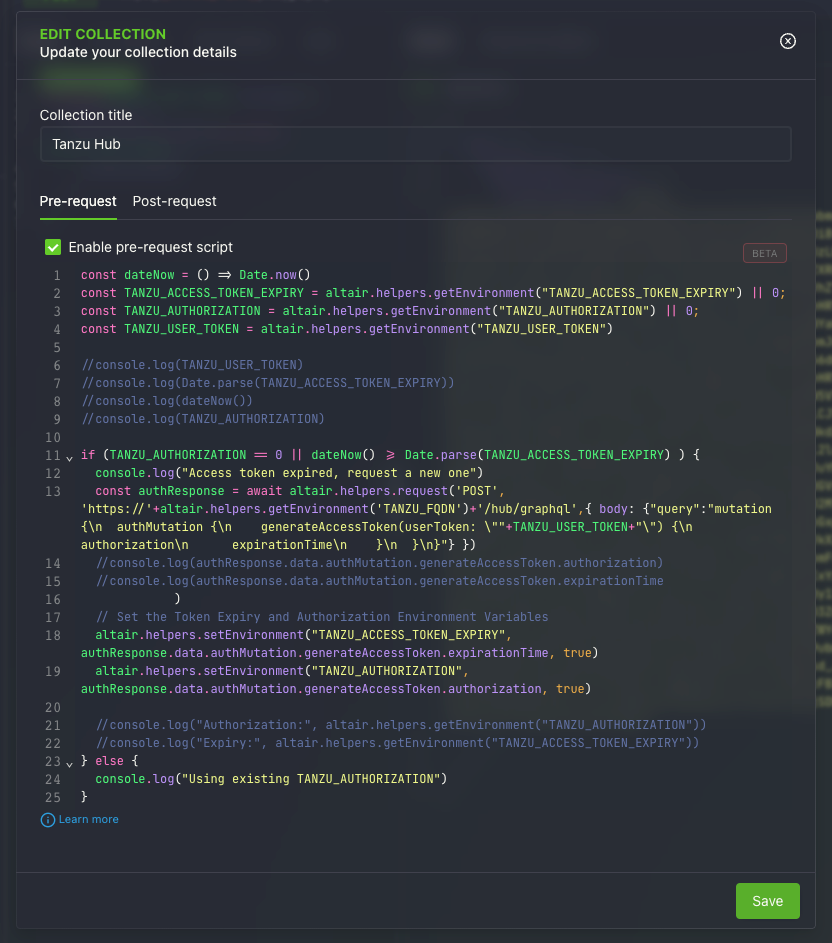 EDIT COLLECTION
Update your collection details
Collection title
Tanzu Hub
Pre-request Post-request
Enable pre-request script
BETA
1 const dateNow = () => Date.now()
2 const TANZU_ACCESS_TOKEN_EXPIRY = altair.helpers.getEnvironment("TANZU_ACCESS_TOKEN_EXPIRY") || 0;
3 const TANZU_AUTHORIZATION = altair.helpers.getEnvironment("TANZU_AUTHORIZATION") || 0;
4 const TANZU_USER_TOKEN = altair.helpers.getEnvironment("TANZU_USER_TOKEN")
5
6 //console.log(TANZU_USER_TOKEN)
7 //console.log(Date.parse(TANZU_ACCESS_TOKEN_EXPIRY))
8 //console.log(dateNow())
9 //console.log(TANZU_AUTHORIZATION)
10
11 if (TANZU_AUTHORIZATION == 0 || dateNow() >= Date.parse(TANZU_ACCESS_TOKEN_EXPIRY) ) {
12 console.log("Access token expired, request a new one")
13 const authResponse = await altair.helpers.request('POST',
'https://'+altair.helpers.getEnvironment('TANZU_FQDN')+'/hub/graphql',{ body: {"query":"mutation
{\n authMutation {\n generateAccessToken(userToken: \""+TANZU_USER_TOKEN+"\") {\n
authorization\n expirationTime\n }\n }\n}"} })
14 //console.log(authResponse.data.authMutation.generateAccessToken.authorization)
15 //console.log(authResponse.data.authMutation.generateAccessToken.expirationTime
16 )
17 // Set the Token Expiry and Authorization Environment Variables
18 altair.helpers.setEnvironment("TANZU_ACCESS_TOKEN_EXPIRY",
authResponse.data.authMutation.generateAccessToken.expirationTime, true)
19 altair.helpers.setEnvironment("TANZU_AUTHORIZATION",
authResponse.data.authMutation.generateAccessToken.authorization, true)
20
21 //console.log("Authorization:", altair.helpers.getEnvironment("TANZU_AUTHORIZATION"))
22 //console.log("Expiry:", altair.helpers.getEnvironment("TANZU_ACCESS_TOKEN_EXPIRY"))
23 } else {
24 console.log("Using existing TANZU_AUTHORIZATION")
25 }
Learn more
Save